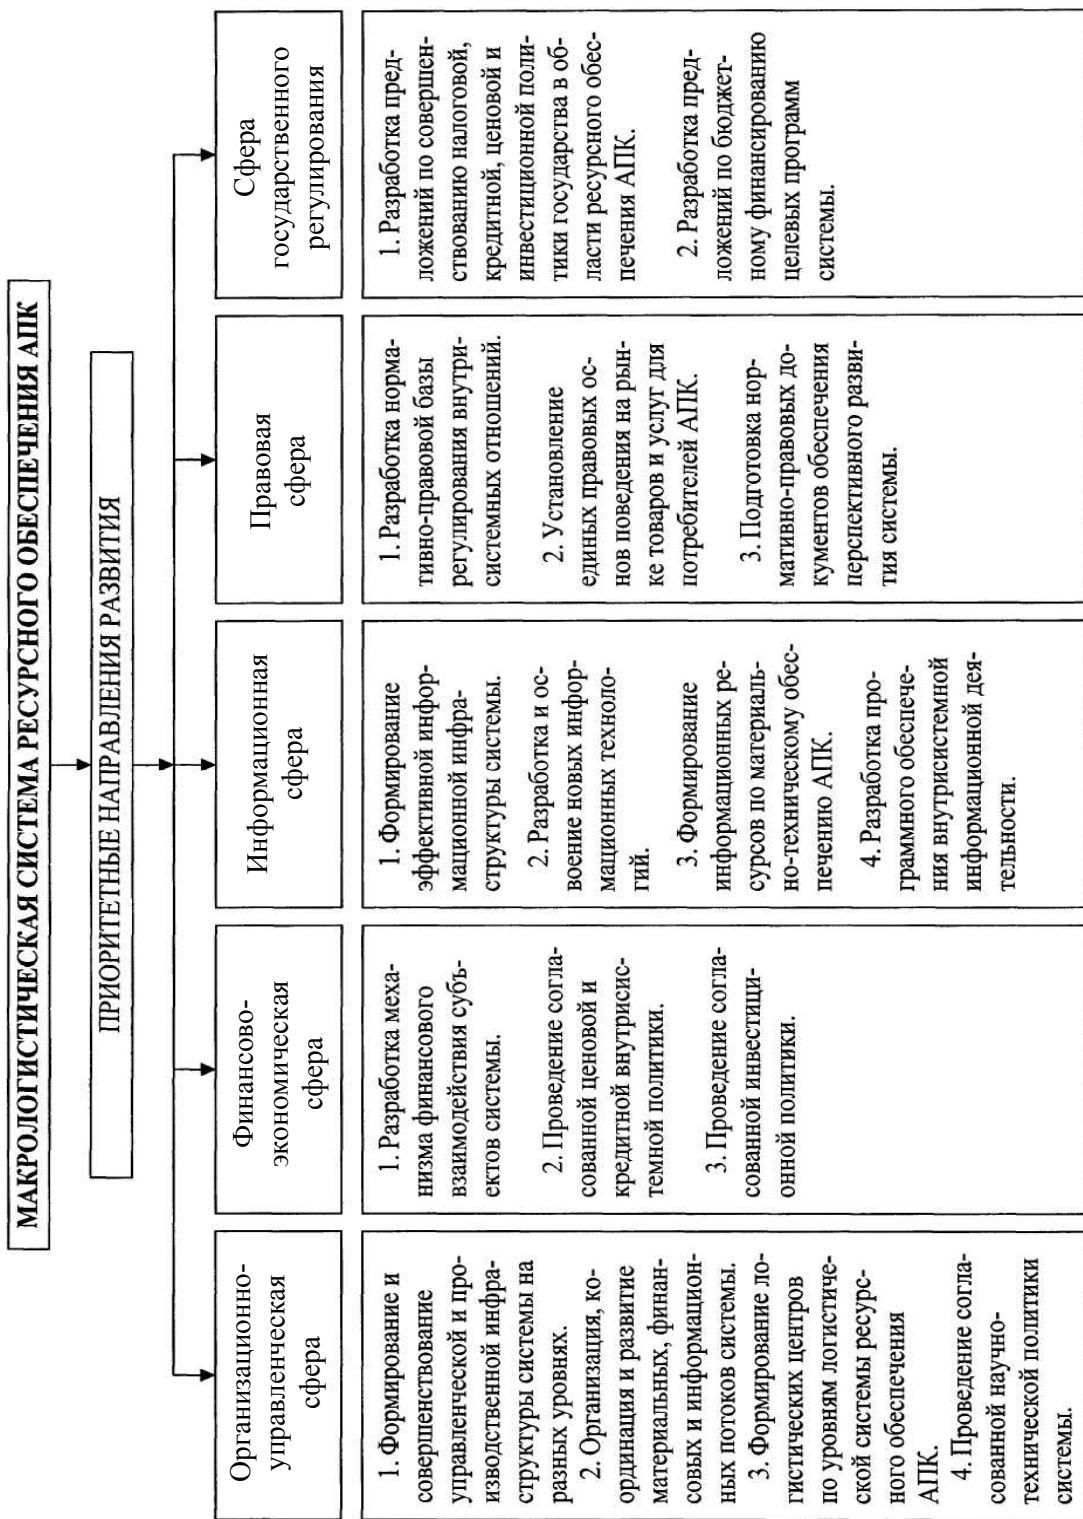 МАКРОЛОГИСТИЧЕСКАЯ СИСТЕМА РЕСУРСНОГО ОБЕСПЕЧЕНИЯ АПК
ПРИОРИТЕТНЫЕ НАПРАВЛЕНИЯ РАЗВИТИЯ
Организационно-
управленческая
сфера
1. Формирование и
совершенствование
управленческой и про-
изводственной инфра-
структуры системы на
разных уровнях.
2. Организация, ко-
ординация и развитие
материальных, финан-
совых и информацион-
ных потоков системы.
3. Формирование ло-
гистических центров
по уровням логистиче-
ской системы ресурс-
ного обеспечения
АПК.
4. Проведение согла-
сованной научно-
технической политики
системы.
Финансово-
экономическая
сфера
1. Разработка меха-
низма финансового
взаимодействия субъ-
ектов системы.
2. Проведение согла-
сованной ценовой и
кредитной внутрисис-
темной политики.
3. Проведение согла-
сованной инвестици-
онной политики.
Информационная
сфера
1. Формирование
эффективной инфор-
мационной инфра-
структуры системы.
2. Разработка и ос-
воение новых инфор-
мационных техноло-
гий.
3. Формирование
информационных ре-
сурсов по материаль-
но-техническому обес-
печению АПК.
4. Разработка про-
граммного обеспече-
ния внутрисистемной
информационной дея-
тельности.
Правовая
сфера
1. Разработка норма-
тивно-правовой базы
регулирования внутри-
системных отношений.
2. Установление
единых правовых ос-
нов поведения на рын-
ке товаров и услуг для
потребителей АПК.
3. Подготовка нор-
мативно-правовых до-
кументов обеспечения
перспективного разви-
тия системы.
Сфера
государственного
регулирования
1. Разработка пред-
ложений по совершен-
ствованию налоговой,
кредитной, ценовой и
инвестиционной поли-
тики государства в об-
ласти ресурсного обес-
печения АПК.
2. Разработка пред-
ложений по бюджет-
ному финансированию
целевых программ
системы.